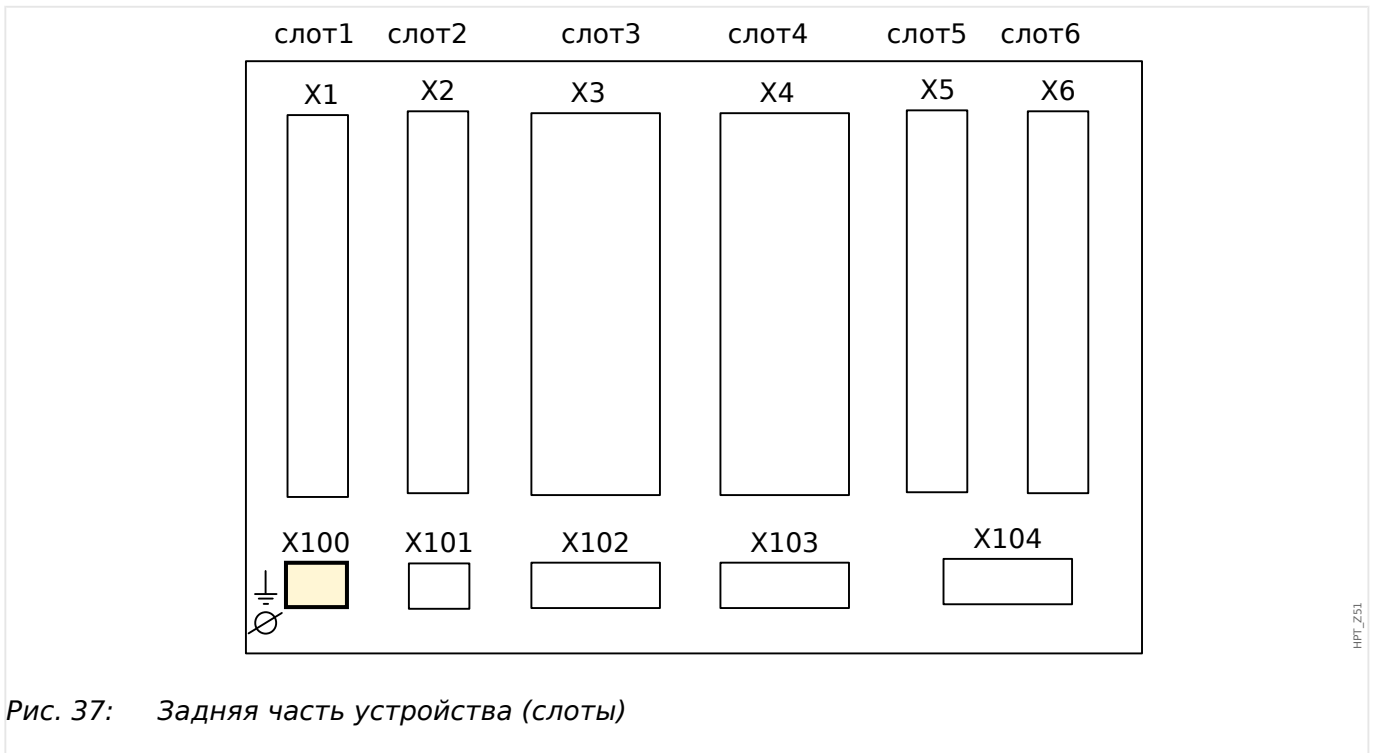 слот1 слот2 слот3 слот4 слот5 слот6
X1 X2 X3 X4 X5 X6
X100 X101 X102 X103 X104
HPT_Z51
Рис. 37: Задняя часть устройства (слоты)